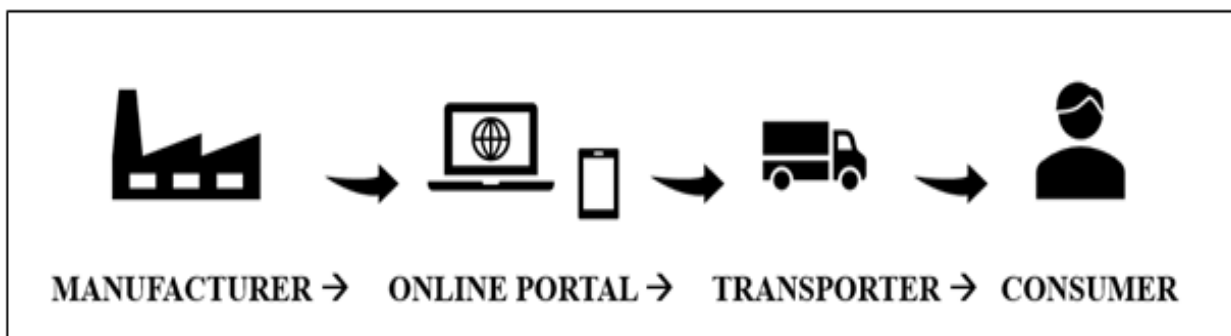 MANUFACTURER → ONLINE PORTAL → TRANSPORTER → CONSUMER